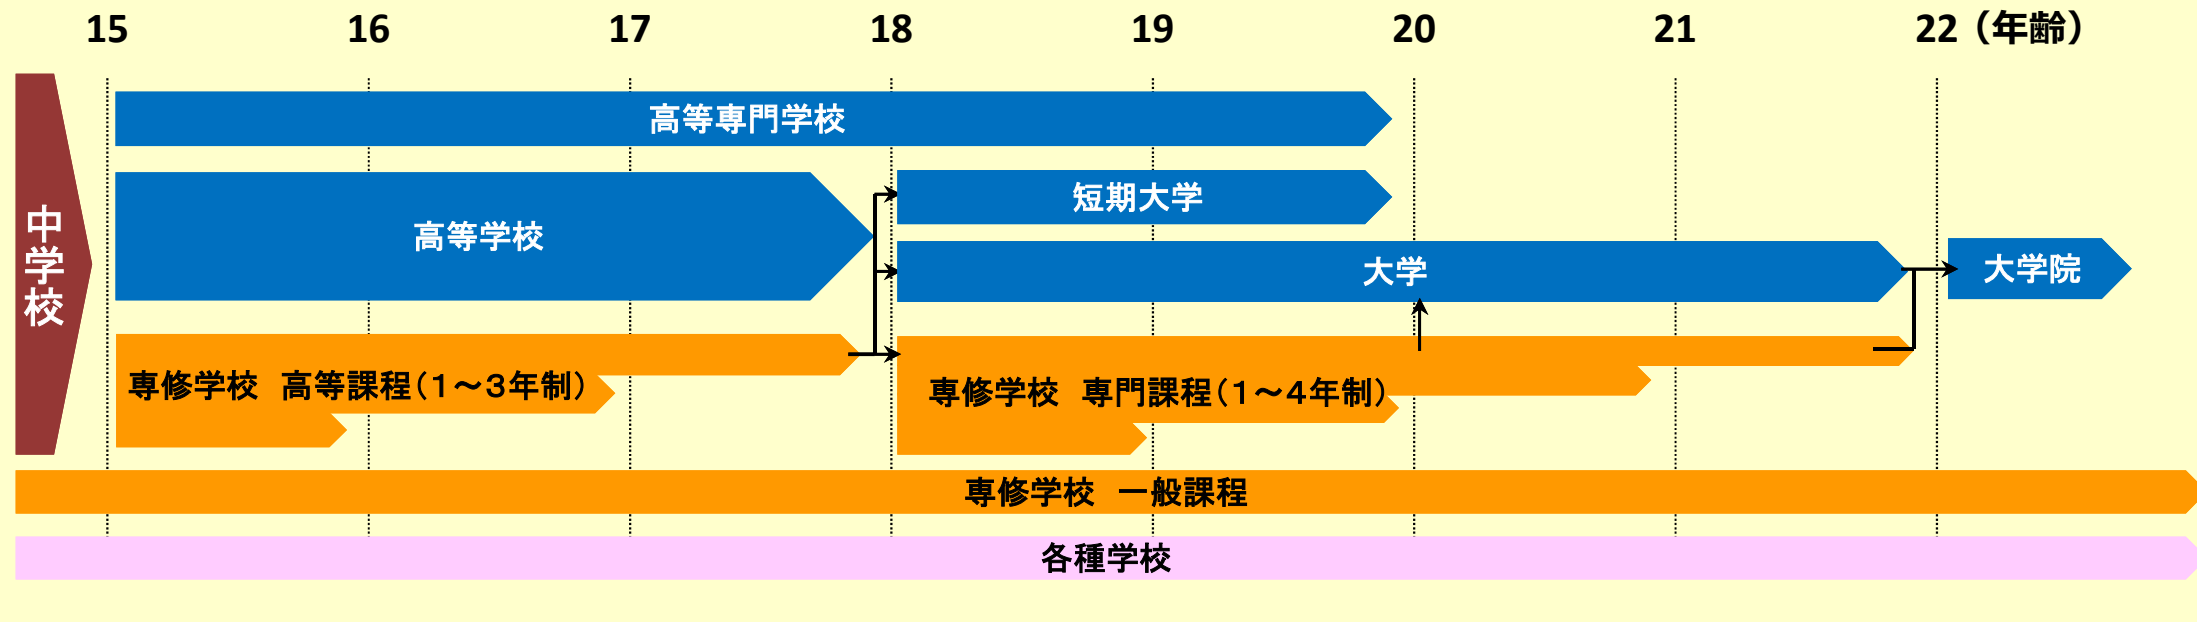 15 16 17 18 19 20 21 22（年齢）
中学校
高等専門学校
高等学校
短期大学
大学
大学院
専修学校　高等課程（１～３年制）
専修学校　専門課程（１～４年制）
専修学校　一般課程
各種学校